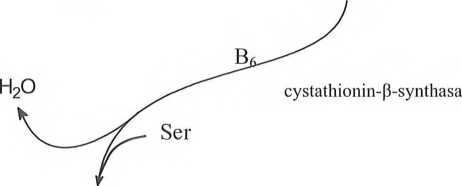 B₆
H₂O
cystathionin-β-synthasa
Ser